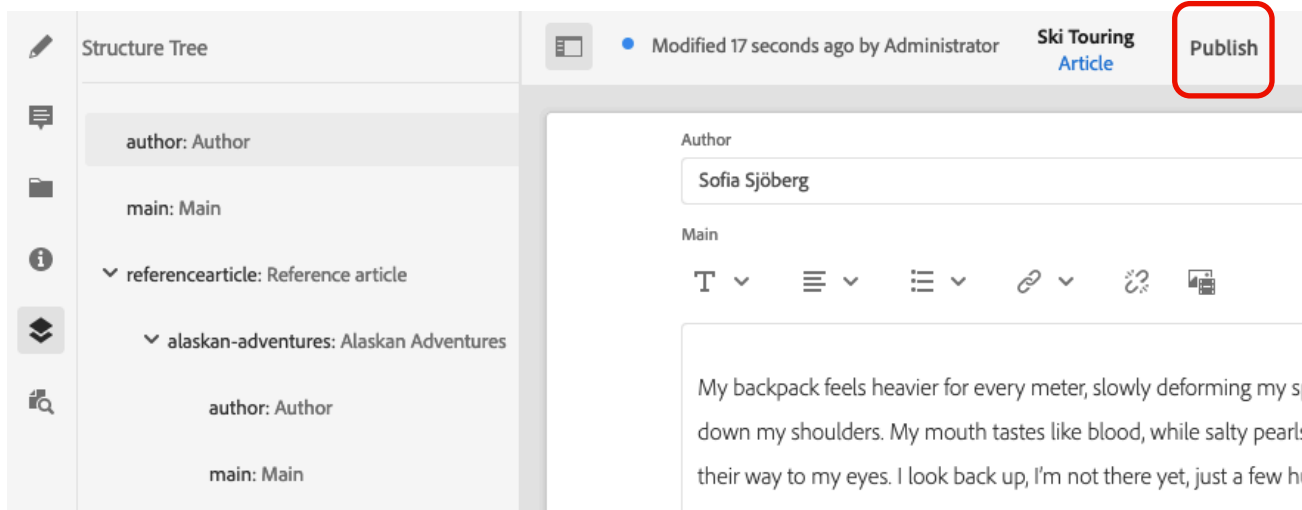 Structure Tree
author: Author
main: Main
referencearticle: Reference article
alaskan-adventures: Alaskan Adventures
author: Author
main: Main
Modified 17 seconds ago by Administrator
Ski Touring
Article
Publish
Author
Sofia Sjöberg
Main
T
My backpack feels heavier for every meter, slowly deforming my
down my shoulders. My mouth tastes like blood, while salty pearls
their way to my eyes. I look back up, I'm not there yet, just a few